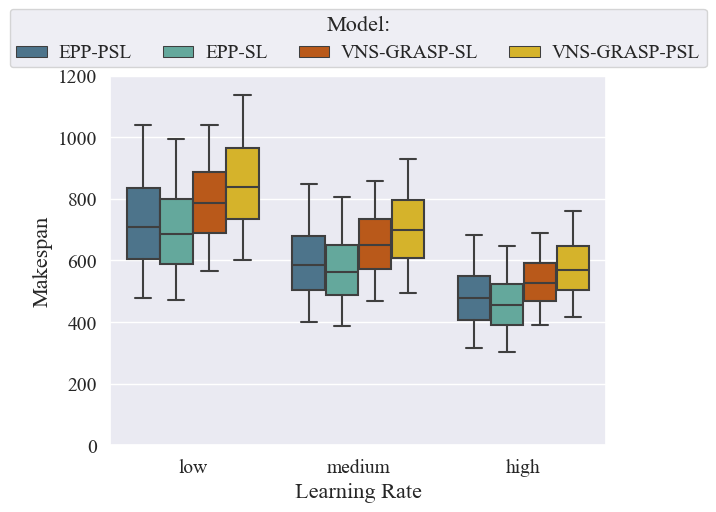 Model:
EPP-PSL EPP-SL VNS-GRASP-SL VNS-GRASP-PSL
1200
1000
800
600
400
200
0
Makespan
low medium high
Learning Rate